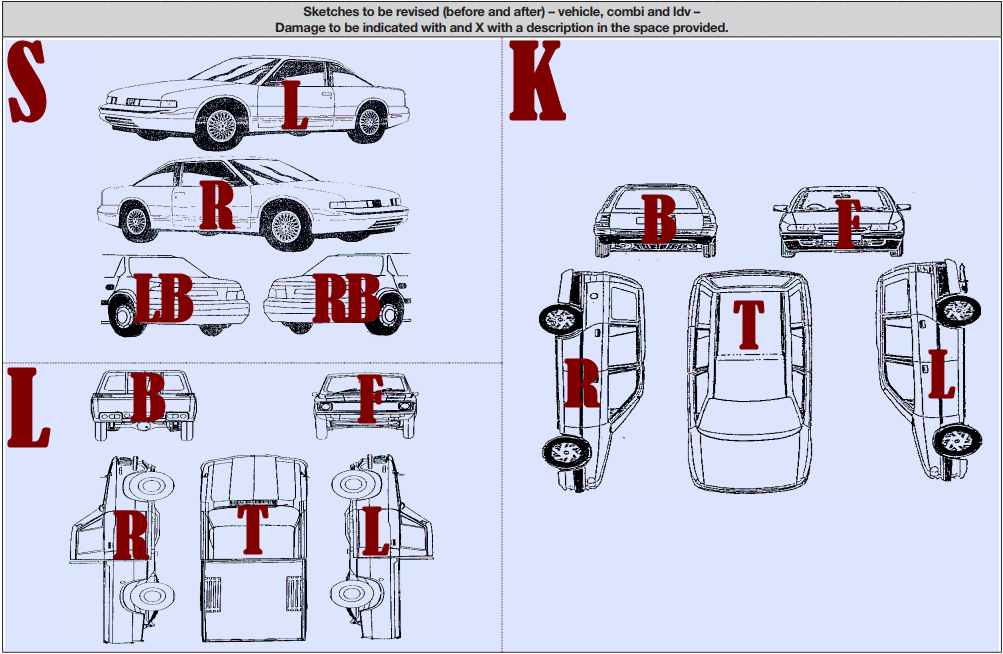 Sketches to be revised (before and after) – vehicle, combi and ldv –
Damage to be indicated with and X with a description in the space provided.
S
L
R
LB RB
K
B F
R T L
L
B F
R T L